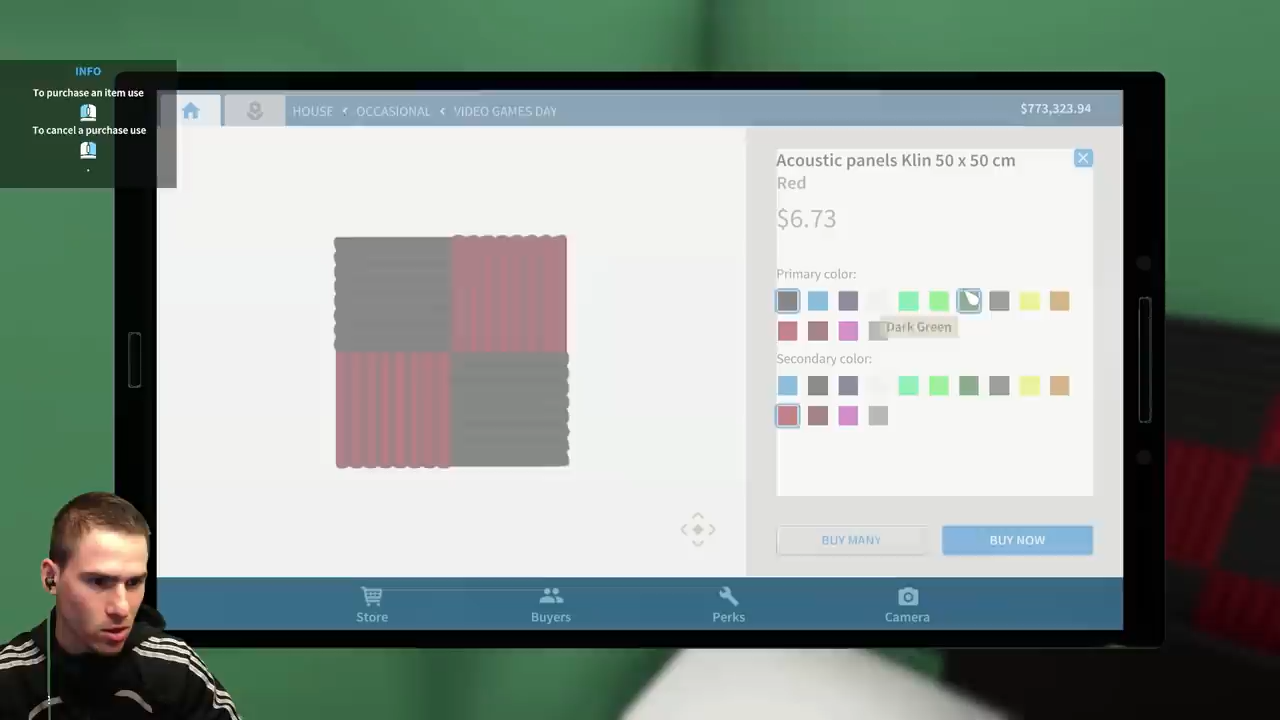 INFO
To purchase an item use
To cancel a purchase use
.
HOUSE < OCCASIONAL < VIDEO GAMES DAY
$773,323.94
Acoustic panels Klin 50 x 50 cm
Red
$6.73
Primary color:
Dark Green
Secondary color:
BUY MANY
BUY NOW
Store
Buyers
Perks
Camera